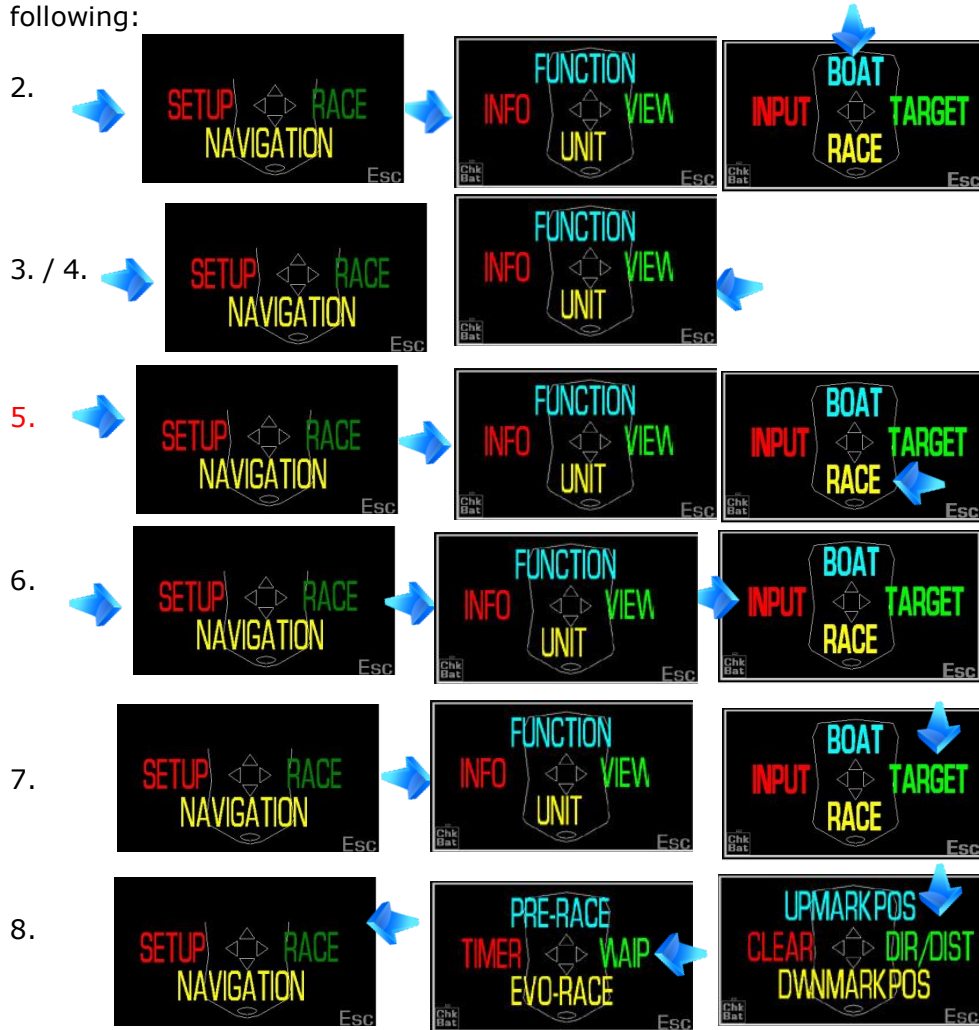 following:
2.
SETUP RACE
NAVIGATION
Esc
FUNCTION
INFO VIEW
UNIT
Chk
Bat Esc
BOAT
INPUT TARGET
RACE
Esc
3. / 4.
SETUP RACE
NAVIGATION
Esc
FUNCTION
INFO VIEW
UNIT
Chk
Bat Esc
5.
SETUP RACE
NAVIGATION
Esc
FUNCTION
INFO VIEW
UNIT
Chk
Bat Esc
BOAT
INPUT TARGET
RACE
Chk
Bat Esc
6.
SETUP RACE
NAVIGATION
Esc
FUNCTION
INFO VIEW
UNIT
Chk
Bat Esc
BOAT
INPUT TARGET
RACE
Chk
Bat Esc
7.
SETUP RACE
NAVIGATION
Esc
FUNCTION
INFO VIEW
UNIT
Chk
Bat Esc
BOAT
INPUT TARGET
RACE
Chk
Bat Esc
8.
SETUP RACE
NAVIGATION
Esc
PRE-RACE
TIMER WAIP
EVO-RACE
Esc
UPMARKPOS
CLEAR DIR/DIST
DWNMARKPOS
Esc